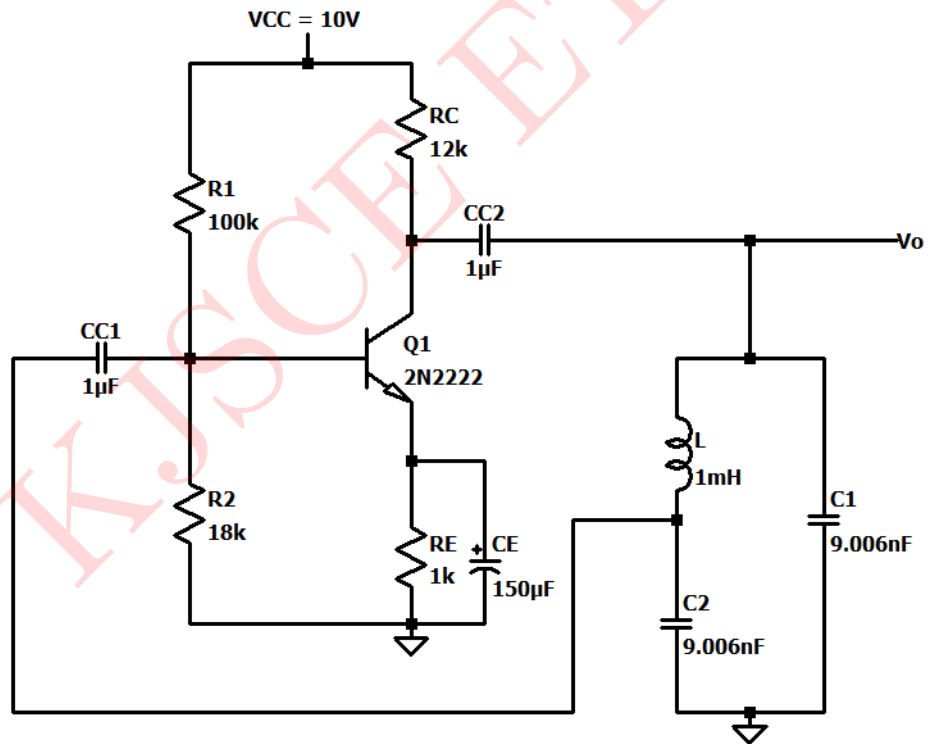 VCC = 10V
RC
12k
R1
100k
CC2
1µF
Vo
CC1
1µF
Q1
2N2222
L
1mH
C1
9.006nF
R2
18k
RE
1k
CE
150µF
C2
9.006nF
KJSCE